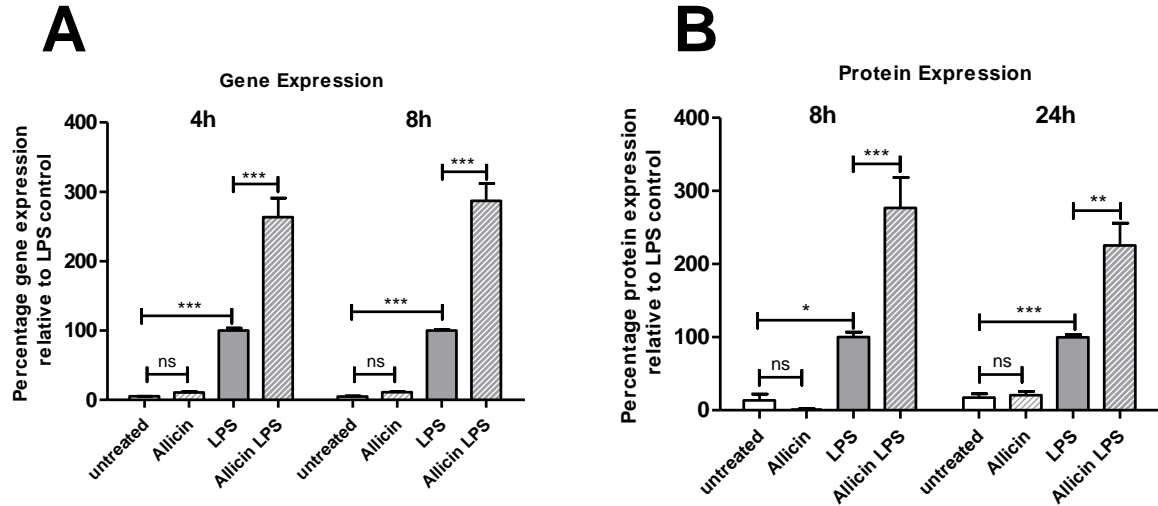 A
Gene Expression
4h
8h
Percentage gene expression
relative to LPS control
400
300
200
100
0
***
***
***
***
ns
ns
untreated
Allicin
LPS
Allicin LPS
untreated
Allicin
LPS
Allicin LPS
B
Protein Expression
8h
24h
Percentage protein expression
relative to LPS control
400
300
200
100
0
***
**
*
***
ns
ns
untreated
Allicin
LPS
Allicin LPS
untreated
Allicin
LPS
Allicin LPS